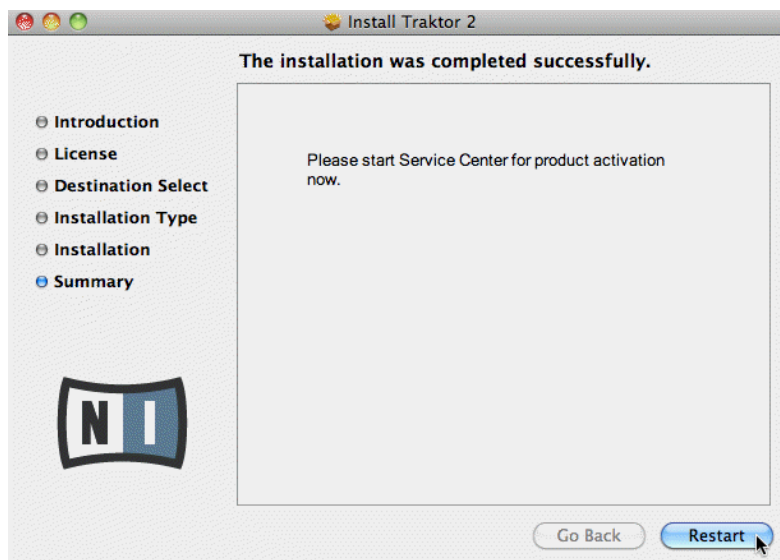 Install Traktor 2
The installation was completed successfully.
Introduction
License
Destination Select
Installation Type
Installation
Summary
Please start Service Center for product activation
now.
N I
Go Back
Restart